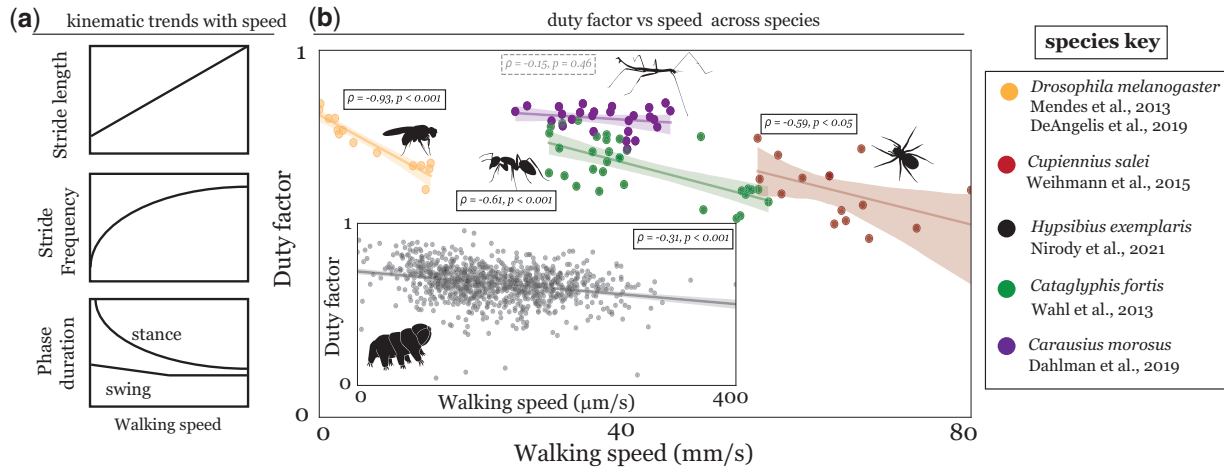 (a)
kinematic trends with speed
Stride length
Stride
Frequency
Phase
duration
stance
swing
Walking speed
(b)
duty factor vs speed across species
1
Duty factor
0
ρ = -0.93, p < 0.001
ρ = -0.15, p = 0.46
ρ = -0.61, p < 0.001
ρ = -0.59, p < 0.05
1
Duty factor
0
ρ = -0.31, p < 0.001
0
Walking speed (μm/s)
400
0
40
80
Walking speed (mm/s)
species key
Drosophila melanogaster
Mendes et al., 2013
DeAngelis et al., 2019
Cupiennius salei
Weihmann et al., 2015
Hypsibius exemplaris
Nirody et al., 2021
Cataglyphis fortis
Wahl et al., 2013
Carausius morosus
Dahlman et al., 2019